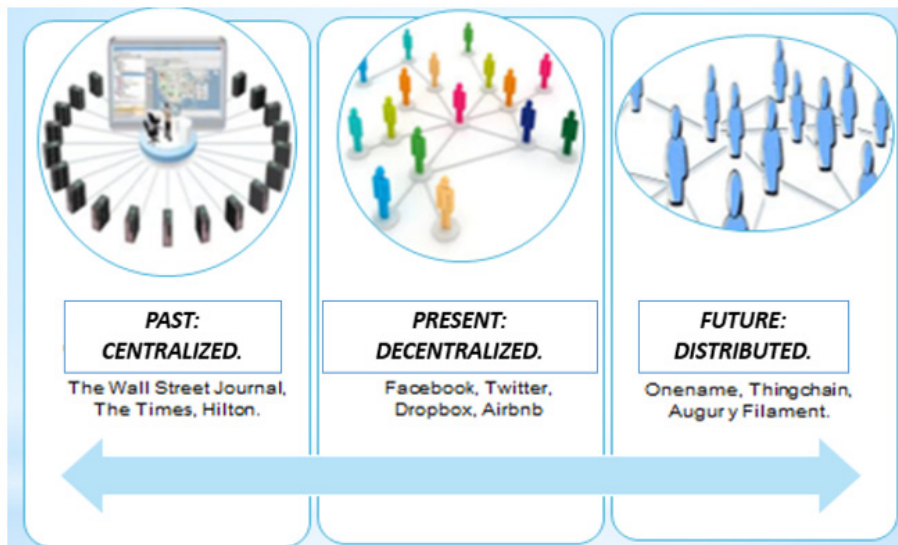 PAST:
CENTRALIZED.
The Wall Street Journal,
The Times, Hilton.
PRESENT:
DECENTRALIZED.
Facebook, Twitter,
Dropbox, Airbnb
FUTURE:
DISTRIBUTED.
Onename, Thingchain,
Augur y Filament.